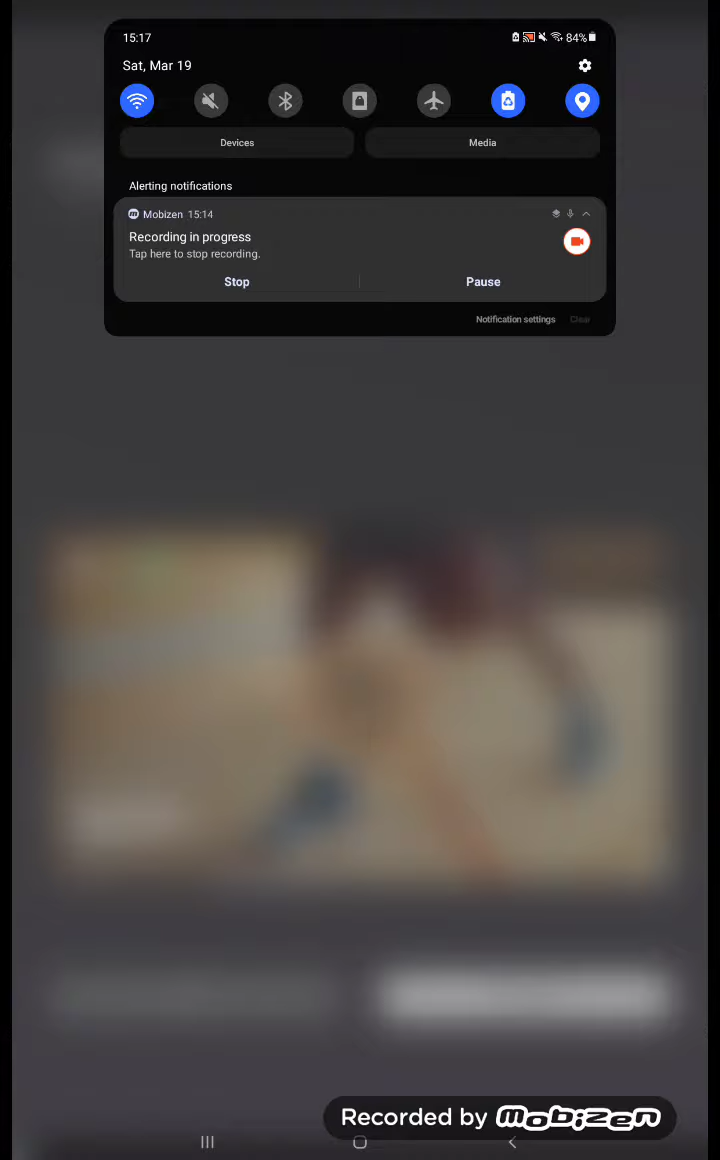 15:17
84%
Sat, Mar 19
Devices
Media
Alerting notifications
Mobizen 15:14
Recording in progress
Tap here to stop recording.
Stop
Pause
Notification settings
Clear
Recorded by mobizen